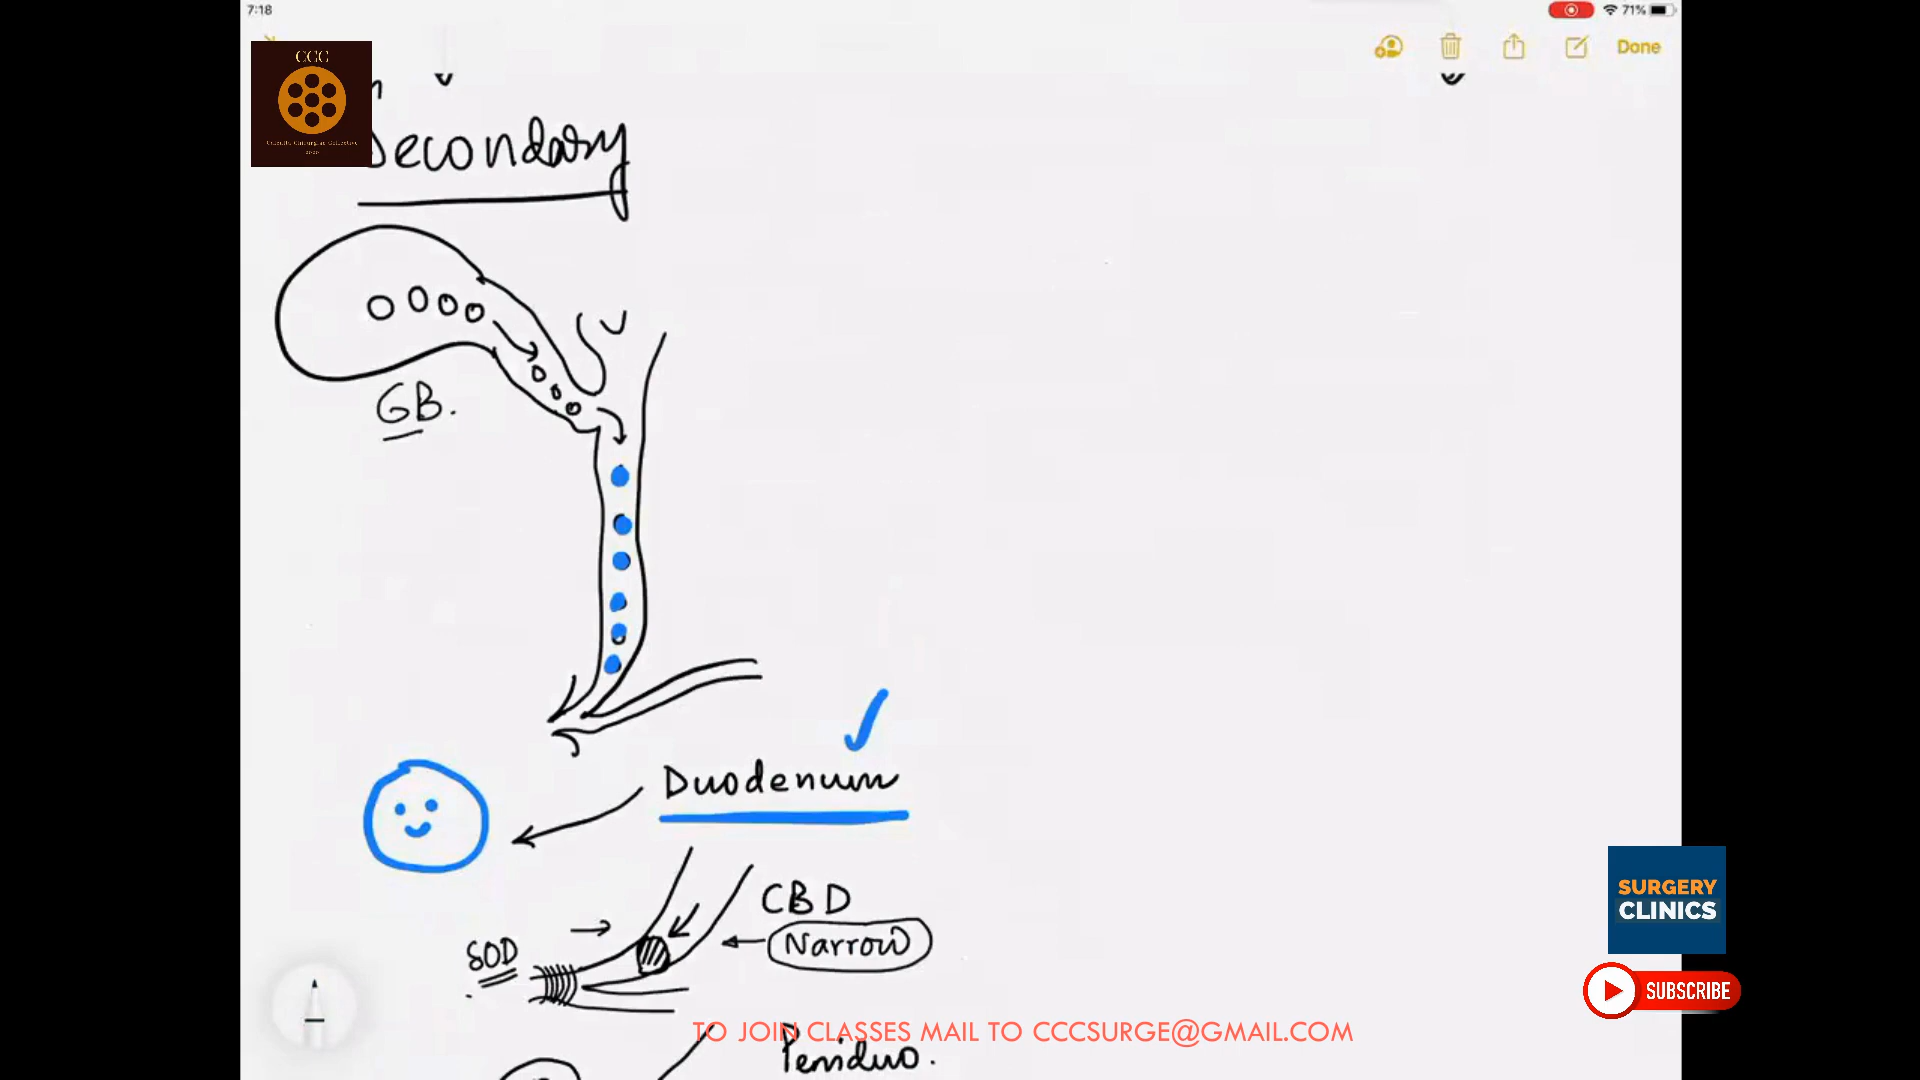 7:18
71%
Done
CCC
2020
Secondary
GB.
Duodenum
CBD
Narrow
SOD
SURGERY
CLINICS
SUBSCRIBE
TO JOIN CLASSES MAIL TO CCCSURGE@GMAIL.COM